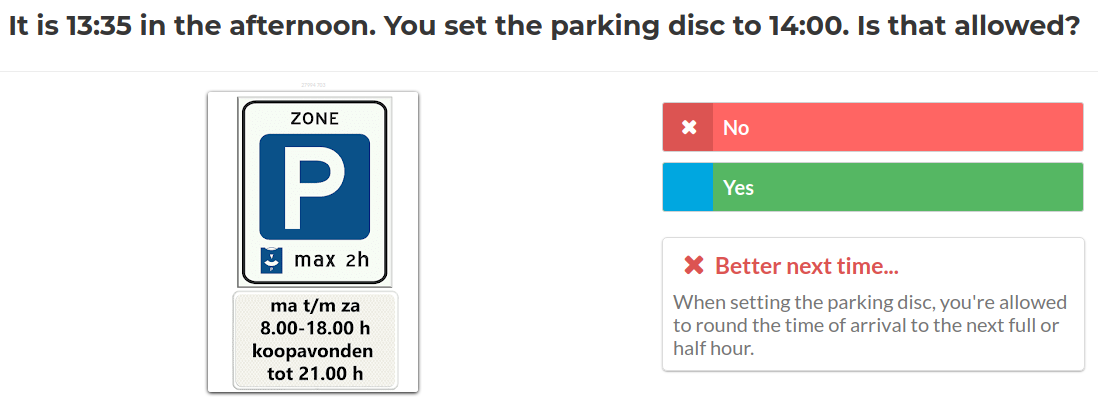 It is 13:35 in the afternoon. You set the parking disc to 14:00. Is that allowed?
ZONE
P
max 2h
ma t/m za
8.00-18.00 h
koopavonden
tot 21.00 h
No
Yes
Better next time...
When setting the parking disc, you're allowed
to round the time of arrival to the next full or
half hour.